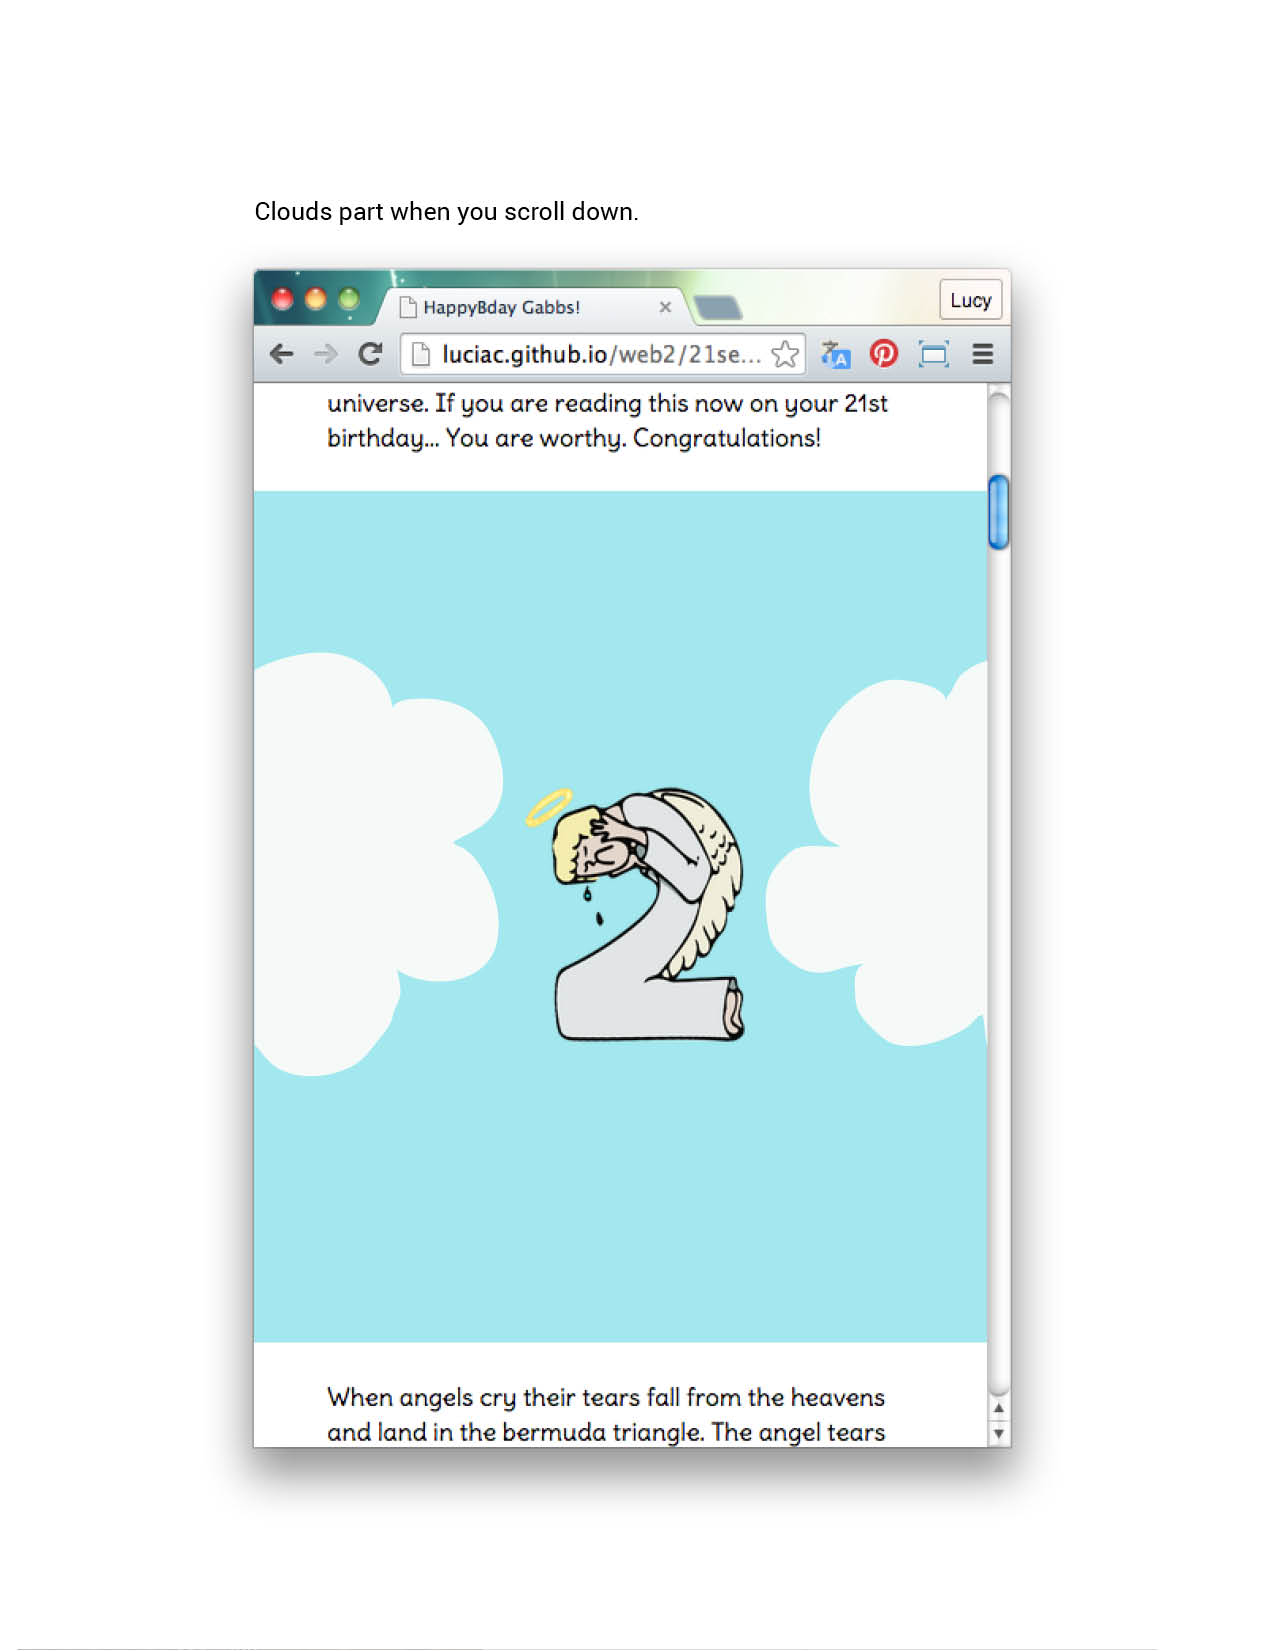 Clouds part when you scroll down.
HappyBday Gabbs!
Lucy
luciac.github.io/web2/21se...
universe. If you are reading this now on your 21st
birthday... You are worthy. Congratulations!
When angels cry their tears fall from the heavens
and land in the bermuda triangle. The angel tears